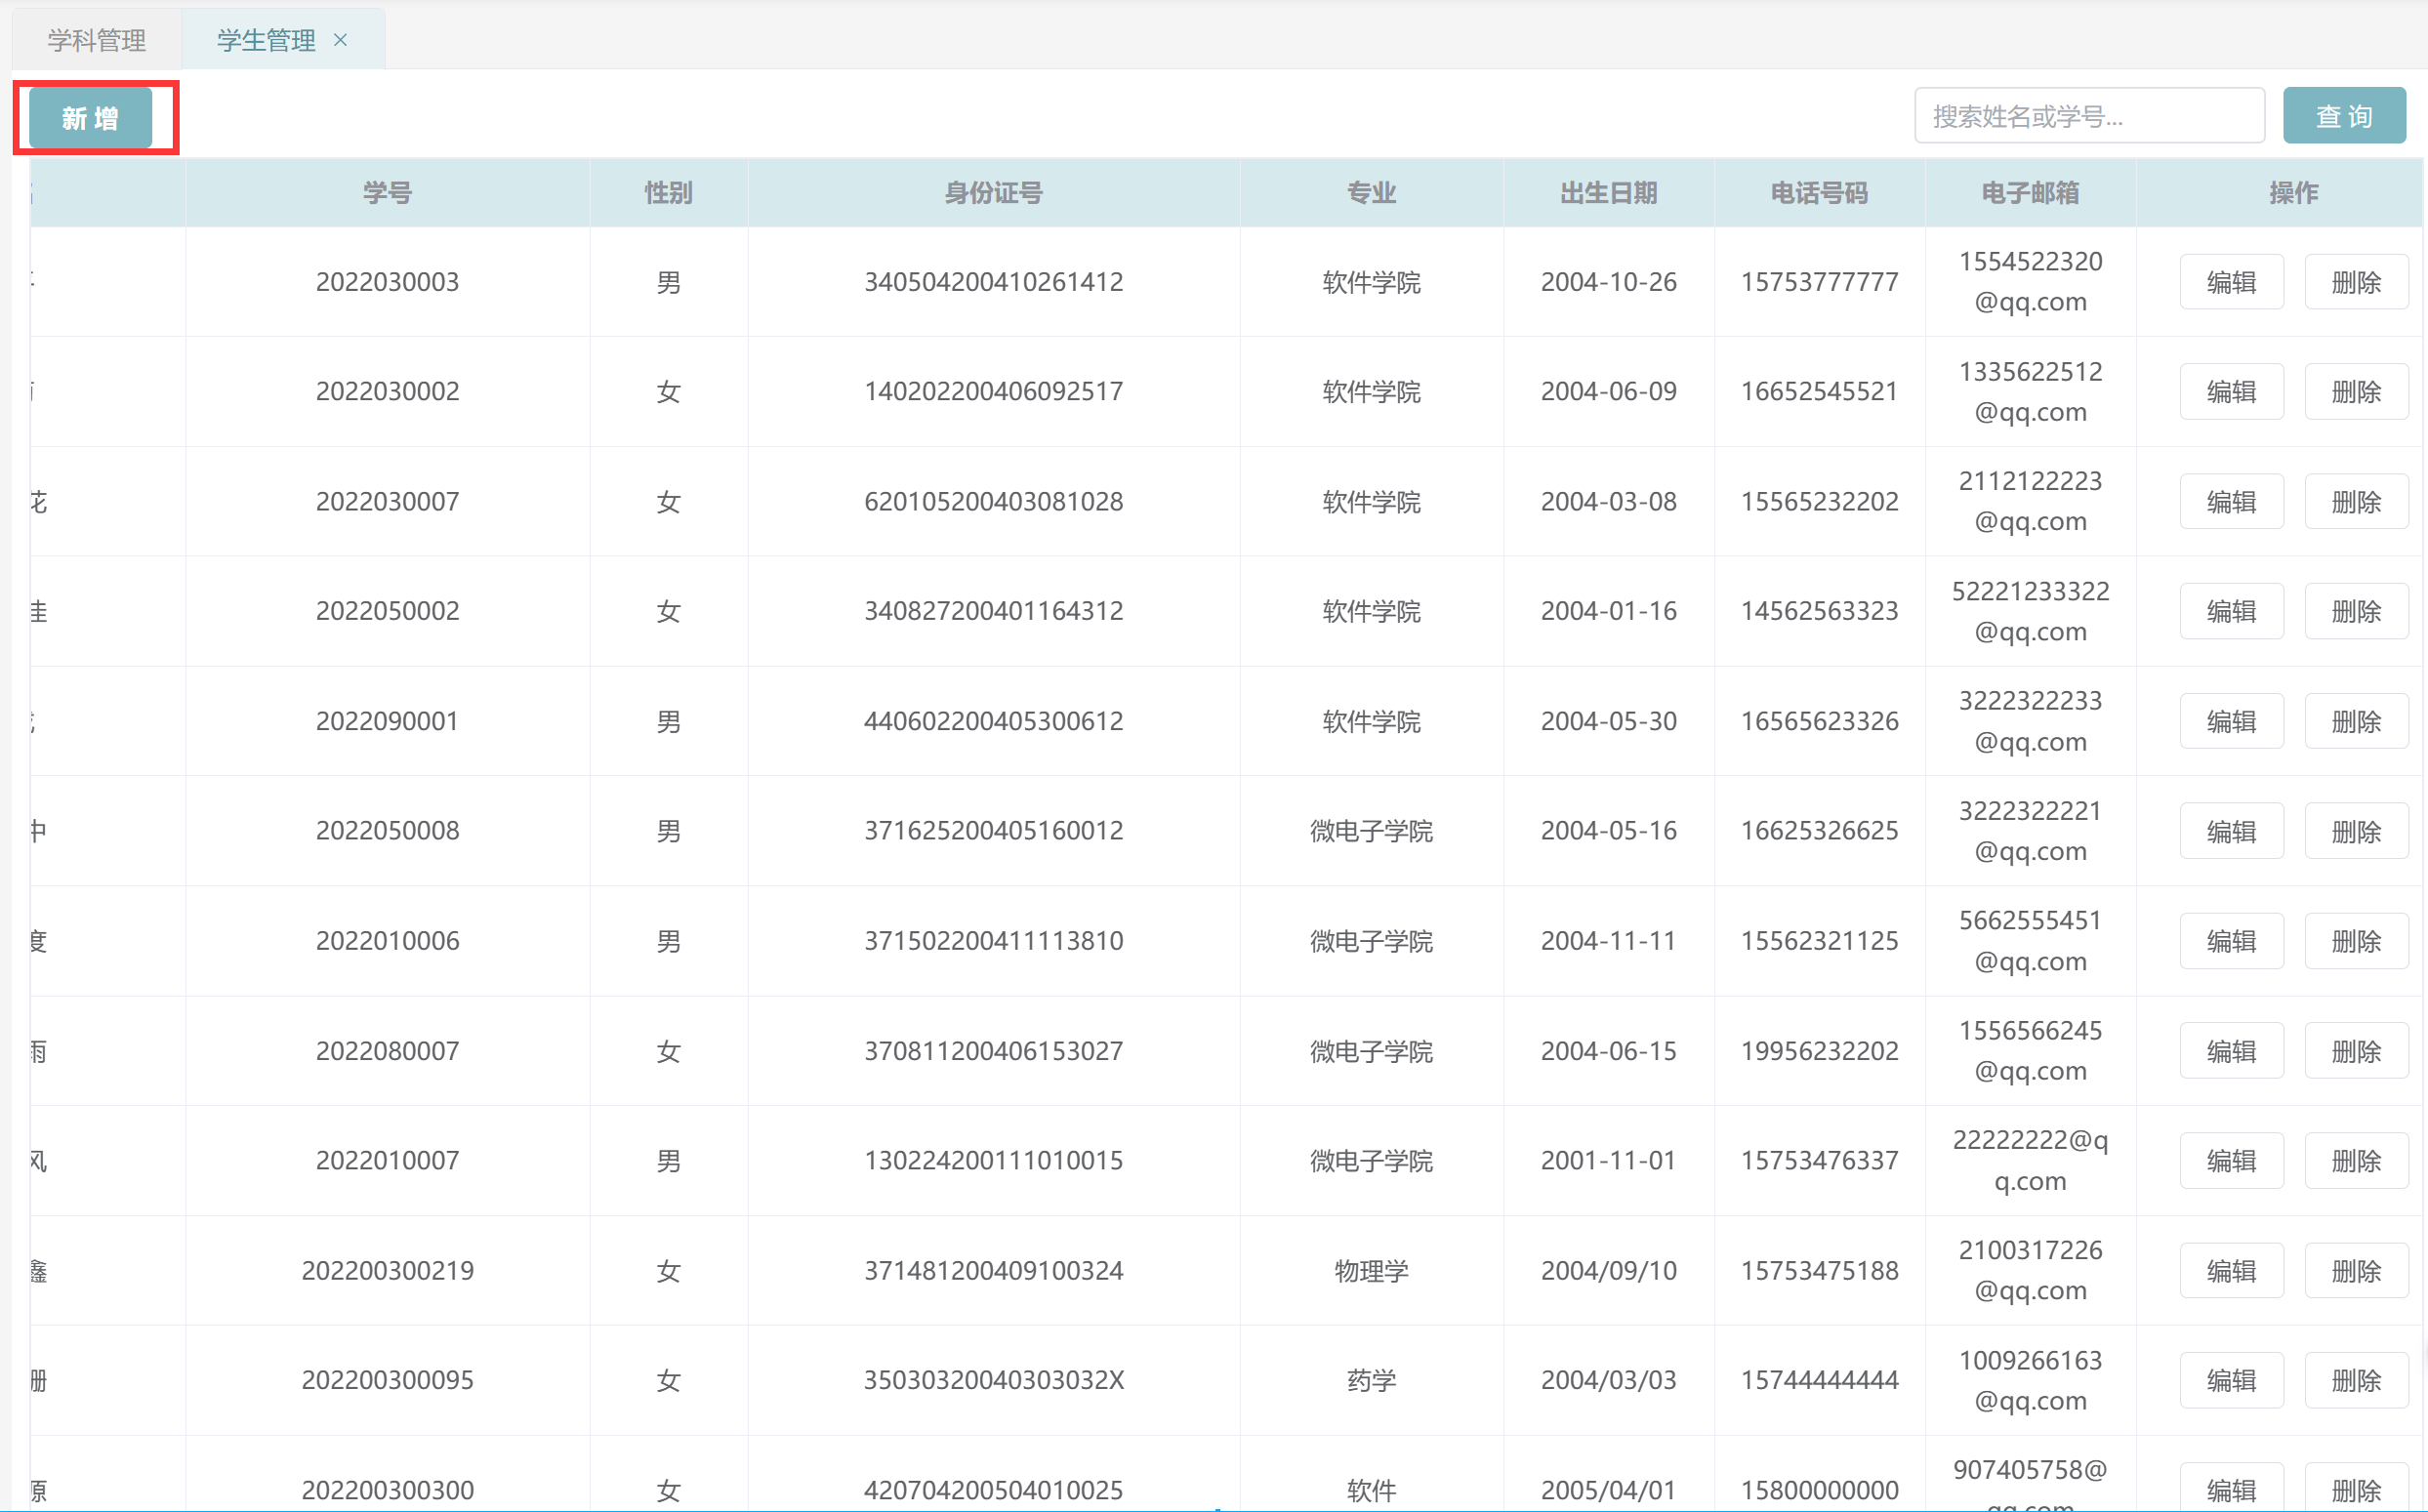 学科管理 学生管理 ×
新 增 搜索姓名或学号... 查 询
学号 性别 身份证号 专业 出生日期 电话号码 电子邮箱 操作
2022030003 男 340504200410261412 软件学院 2004-10-26 15753777777 1554522320 编辑 删除
@qq.com
2022030002 女 140202200406092517 软件学院 2004-06-09 16652545521 1335622512 编辑 删除
@qq.com
花 2022030007 女 620105200403081028 软件学院 2004-03-08 15565232202 2112122223 编辑 删除
@qq.com
2022050002 女 340827200401164312 软件学院 2004-01-16 14562563323 52221233322 编辑 删除
@qq.com
2022090001 男 440602200405300612 软件学院 2004-05-30 16565623326 3222322233 编辑 删除
@qq.com
中 2022050008 男 371625200405160012 微电子学院 2004-05-16 16625326625 3222322221 编辑 删除
@qq.com
度 2022010006 男 371502200411113810 微电子学院 2004-11-11 15562321125 5662555451 编辑 删除
@qq.com
雨 2022080007 女 370811200406153027 微电子学院 2004-06-15 19956232202 1556566245 编辑 删除
@qq.com
风 2022010007 男 130224200111010015 微电子学院 2001-11-01 15753476337 22222222@q 编辑 删除
q.com
鑫 202200300219 女 371481200409100324 物理学 2004/09/10 15753475188 2100317226 编辑 删除
@qq.com
202200300095 女 35030320040303032X 药学 2004/03/03 15744444444 1009266163 编辑 删除
@qq.com
202200300300 女 420704200504010025 软件 2005/04/01 15800000000 907405758@ 编辑 删除
qq.com